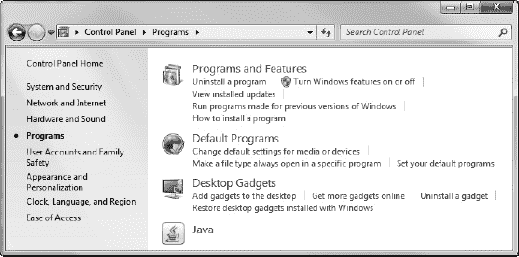 Control Panel ▸ Programs ▸
Search Control Panel
Control Panel Home
System and Security
Network and Internet
Hardware and Sound
Programs
User Accounts and Family
Safety
Appearance and
Personalization
Clock, Language, and Region
Ease of Access
Programs and Features
Uninstall a program | Turn Windows features on or off |
View installed updates |
Run programs made for previous versions of Windows |
How to install a program
Default Programs
Change default settings for media or devices |
Make a file type always open in a specific program | Set your default programs
Desktop Gadgets
Add gadgets to the desktop | Get more gadgets online | Uninstall a gadget |
Restore desktop gadgets installed with Windows
Java